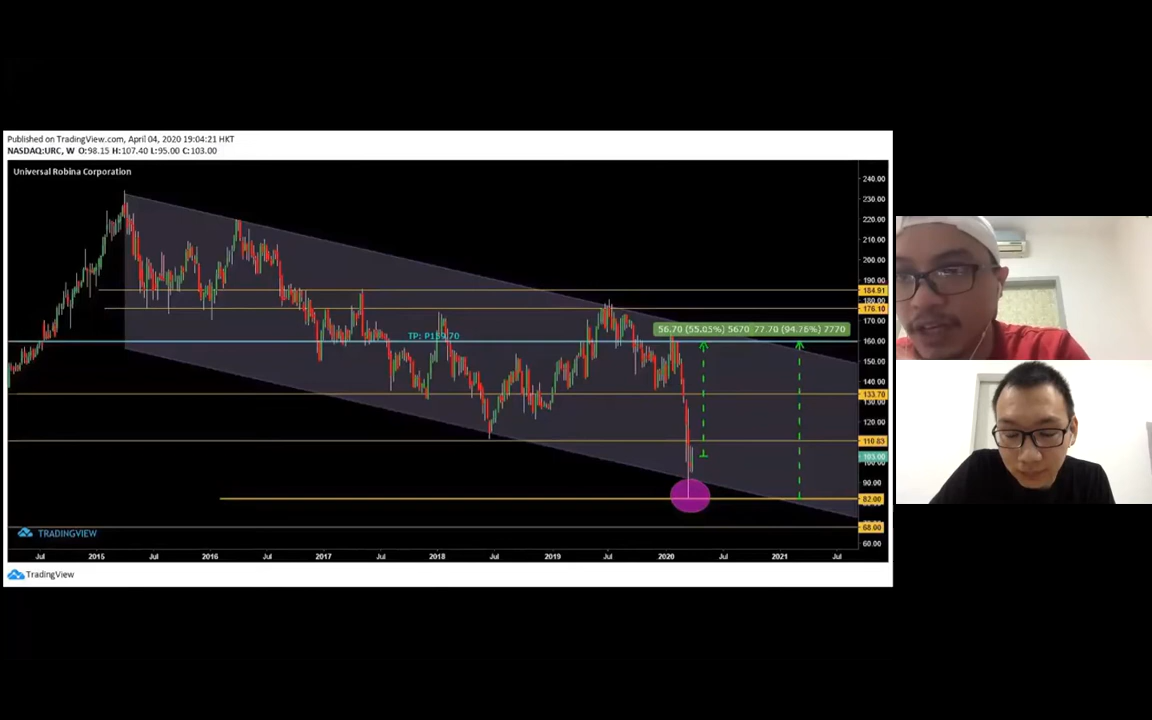 Published on TradingView.com, April 04, 2020 19:04:21 HKT
NASDAQ:URC, W O:98.15 H:107.40 L:95.00 C:103.00
Universal Robina Corporation
240.00
230.00
220.00
210.00
200.00
190.00
184.91
180.00
176.10
170.00
56.70 (55.05%) 5670 77.70 (94.76%) 7770
TP: P159.70
160.00
150.00
140.00
133.70
130.00
120.00
110.83
103.00
100.00
90.00
82.00
68.00
60.00
TRADINGVIEW
Jul 2015 Jul 2016 Jul 2017 Jul 2018 Jul 2019 Jul 2020 Jul 2021 Jul
TradingView